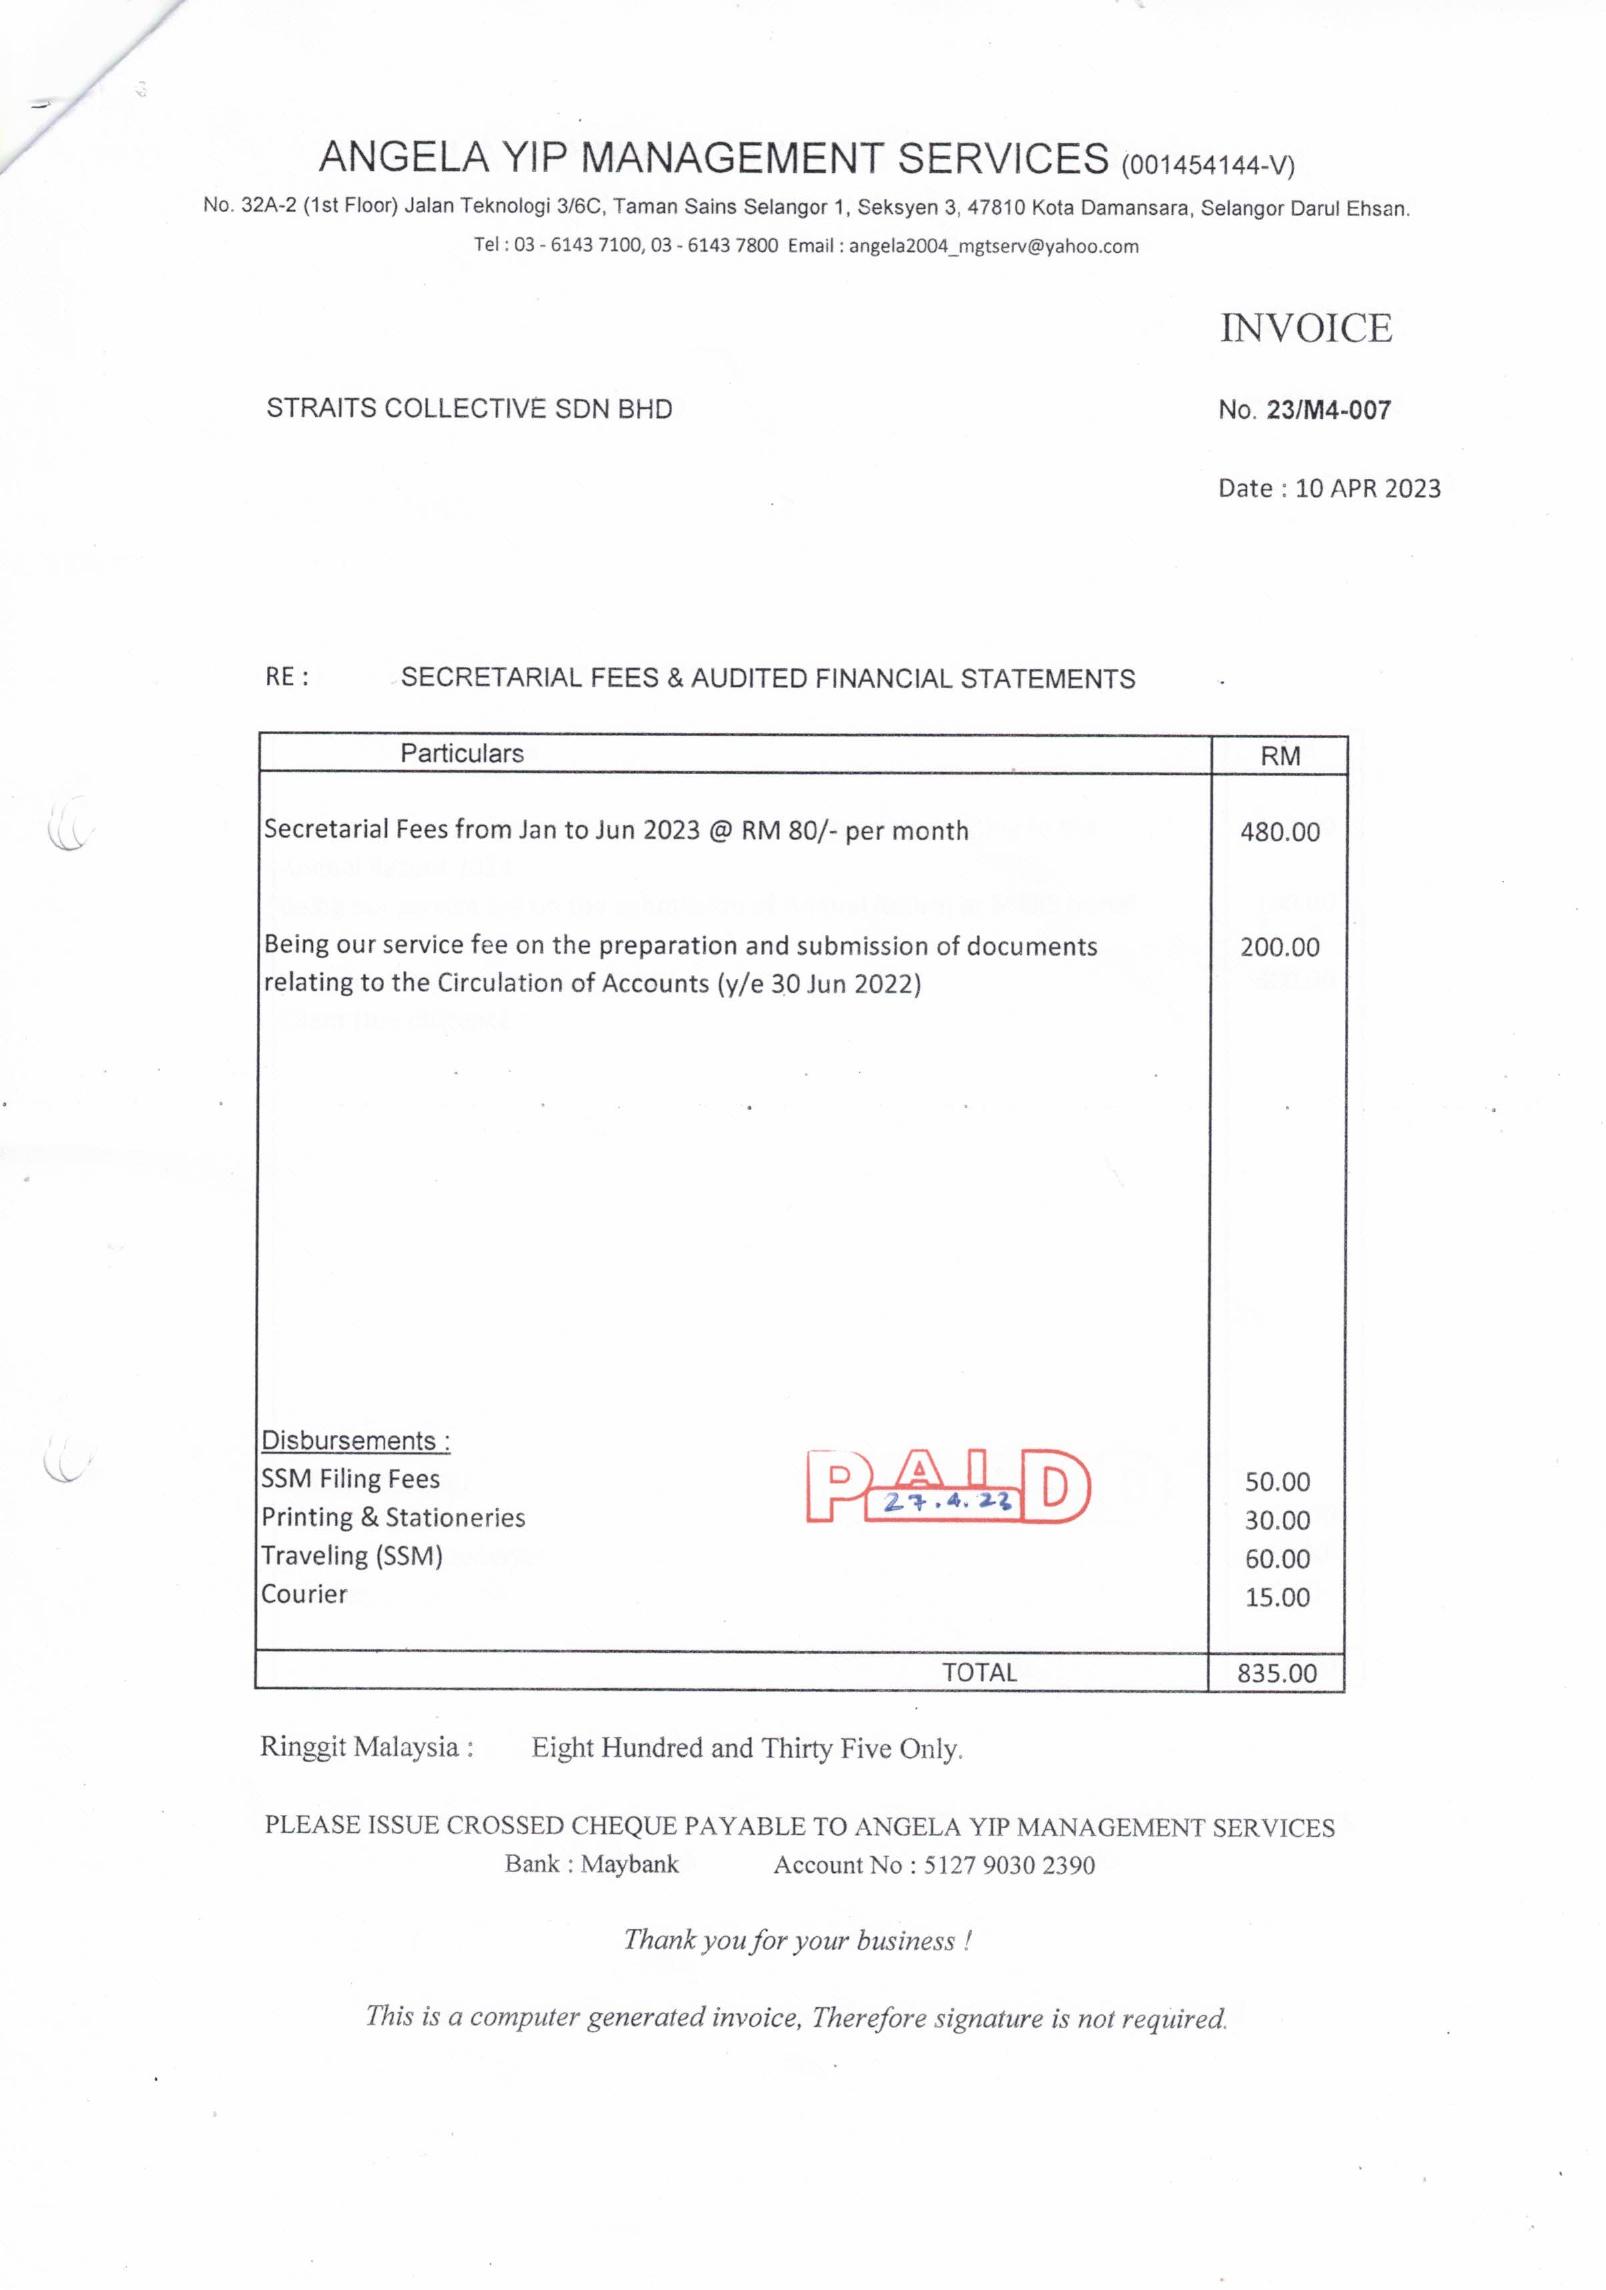 ANGELA YIP MANAGEMENT SERVICES (001454144-V)
No. 32A-2 (1st Floor) Jalan Teknologi 3/6C, Taman Sains Selangor 1, Seksyen 3, 47810 Kota Damansara, Selangor Darul Ehsan.
Tel : 03 - 6143 7100, 03 - 6143 7800 Email : angela2004_mgtserv@yahoo.com
INVOICE
STRAITS COLLECTIVE SDN BHD No. 23/M4-007
Date : 10 APR 2023
RE : SECRETARIAL FEES & AUDITED FINANCIAL STATEMENTS
Particulars RM
Secretarial Fees from Jan to Jun 2023 @ RM 80/- per month 480.00
Being our service fee on the preparation and submission of documents 200.00
relating to the Circulation of Accounts (y/e 30 Jun 2022)
Disbursements :
SSM Filing Fees 50.00
PAID
27.4.23
Printing & Stationeries 30.00
Traveling (SSM) 60.00
Courier 15.00
TOTAL 835.00
Ringgit Malaysia : Eight Hundred and Thirty Five Only.
PLEASE ISSUE CROSSED CHEQUE PAYABLE TO ANGELA YIP MANAGEMENT SERVICES
Bank : Maybank Account No : 5127 9030 2390
Thank you for your business !
This is a computer generated invoice, Therefore signature is not required.